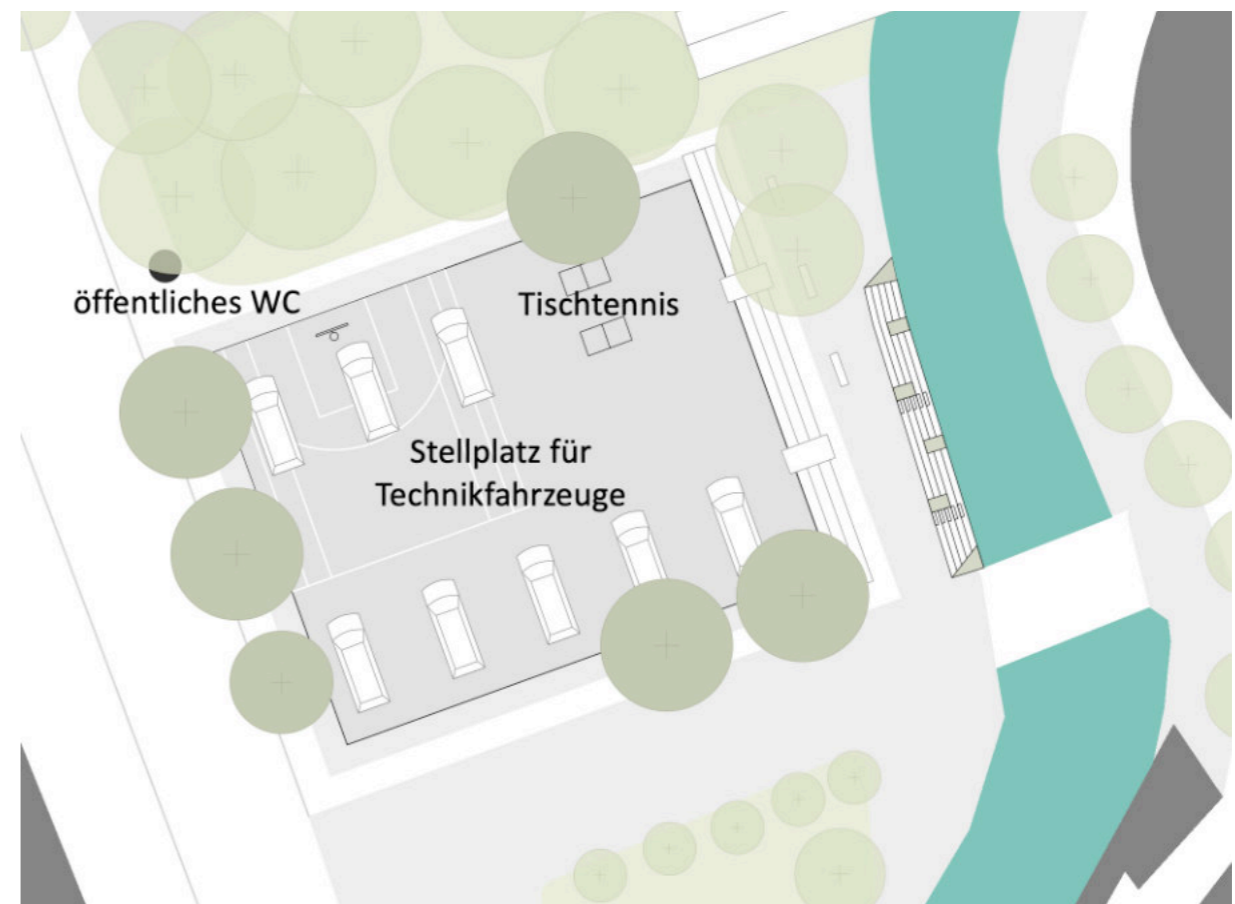 öffentliches WC
Tischtennis
Stellplatz für
Technikfahrzeuge